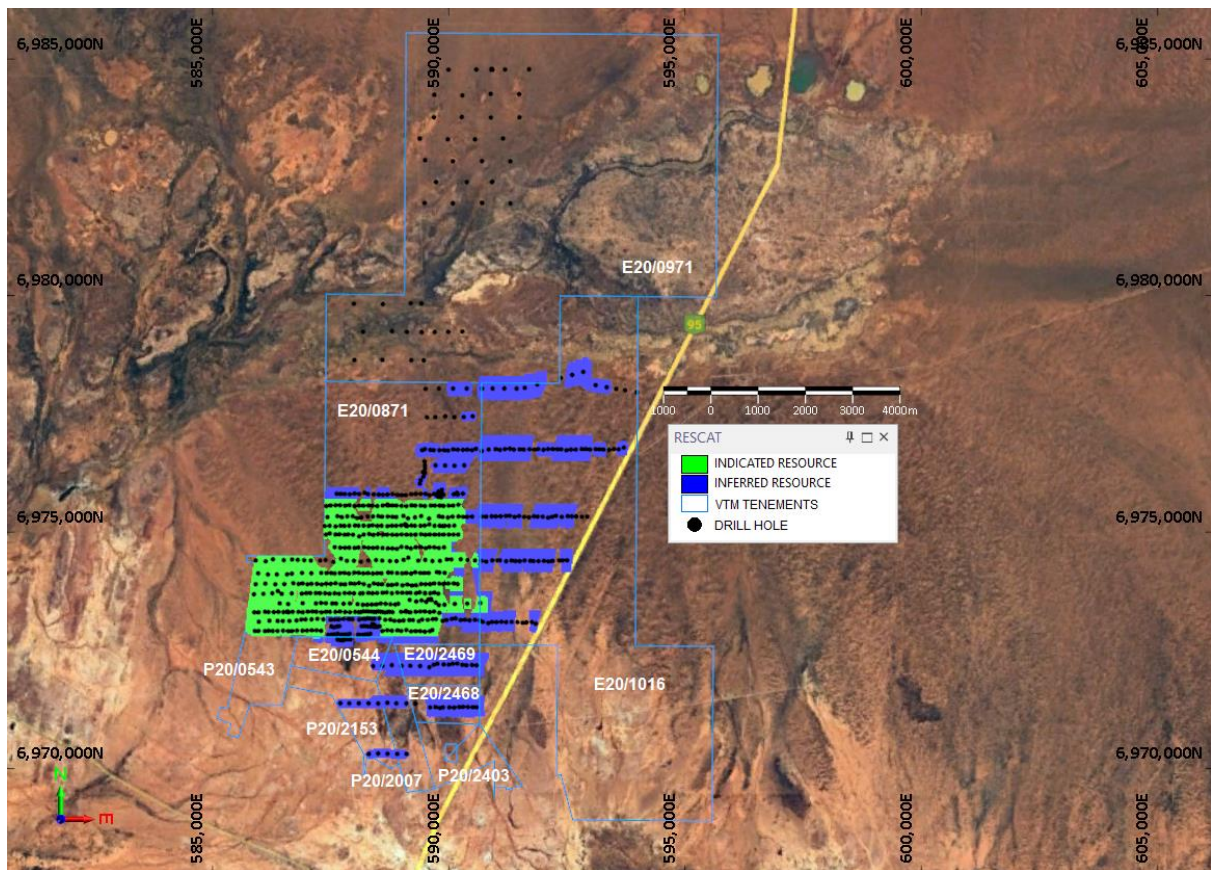 585,000E
590,000E
595,000E
600,000E
605,000E
6,985,000N
6,985,000N
E20/0971
6,980,000N
6,980,000N
95
E20/0871
1000 0 1000 2000 3000 4000m
RESCAT
INDICATED RESOURCE
INFERRED RESOURCE
VTM TENEMENTS
DRILL HOLE
6,975,000N
6,975,000N
P20/0543
E20/0544
E20/2469
E20/2468
E20/1016
P20/2153
6,970,000N
6,970,000N
P20/2007
P20/2403
N
E
585,000E
590,000E
595,000E
600,000E
605,000E